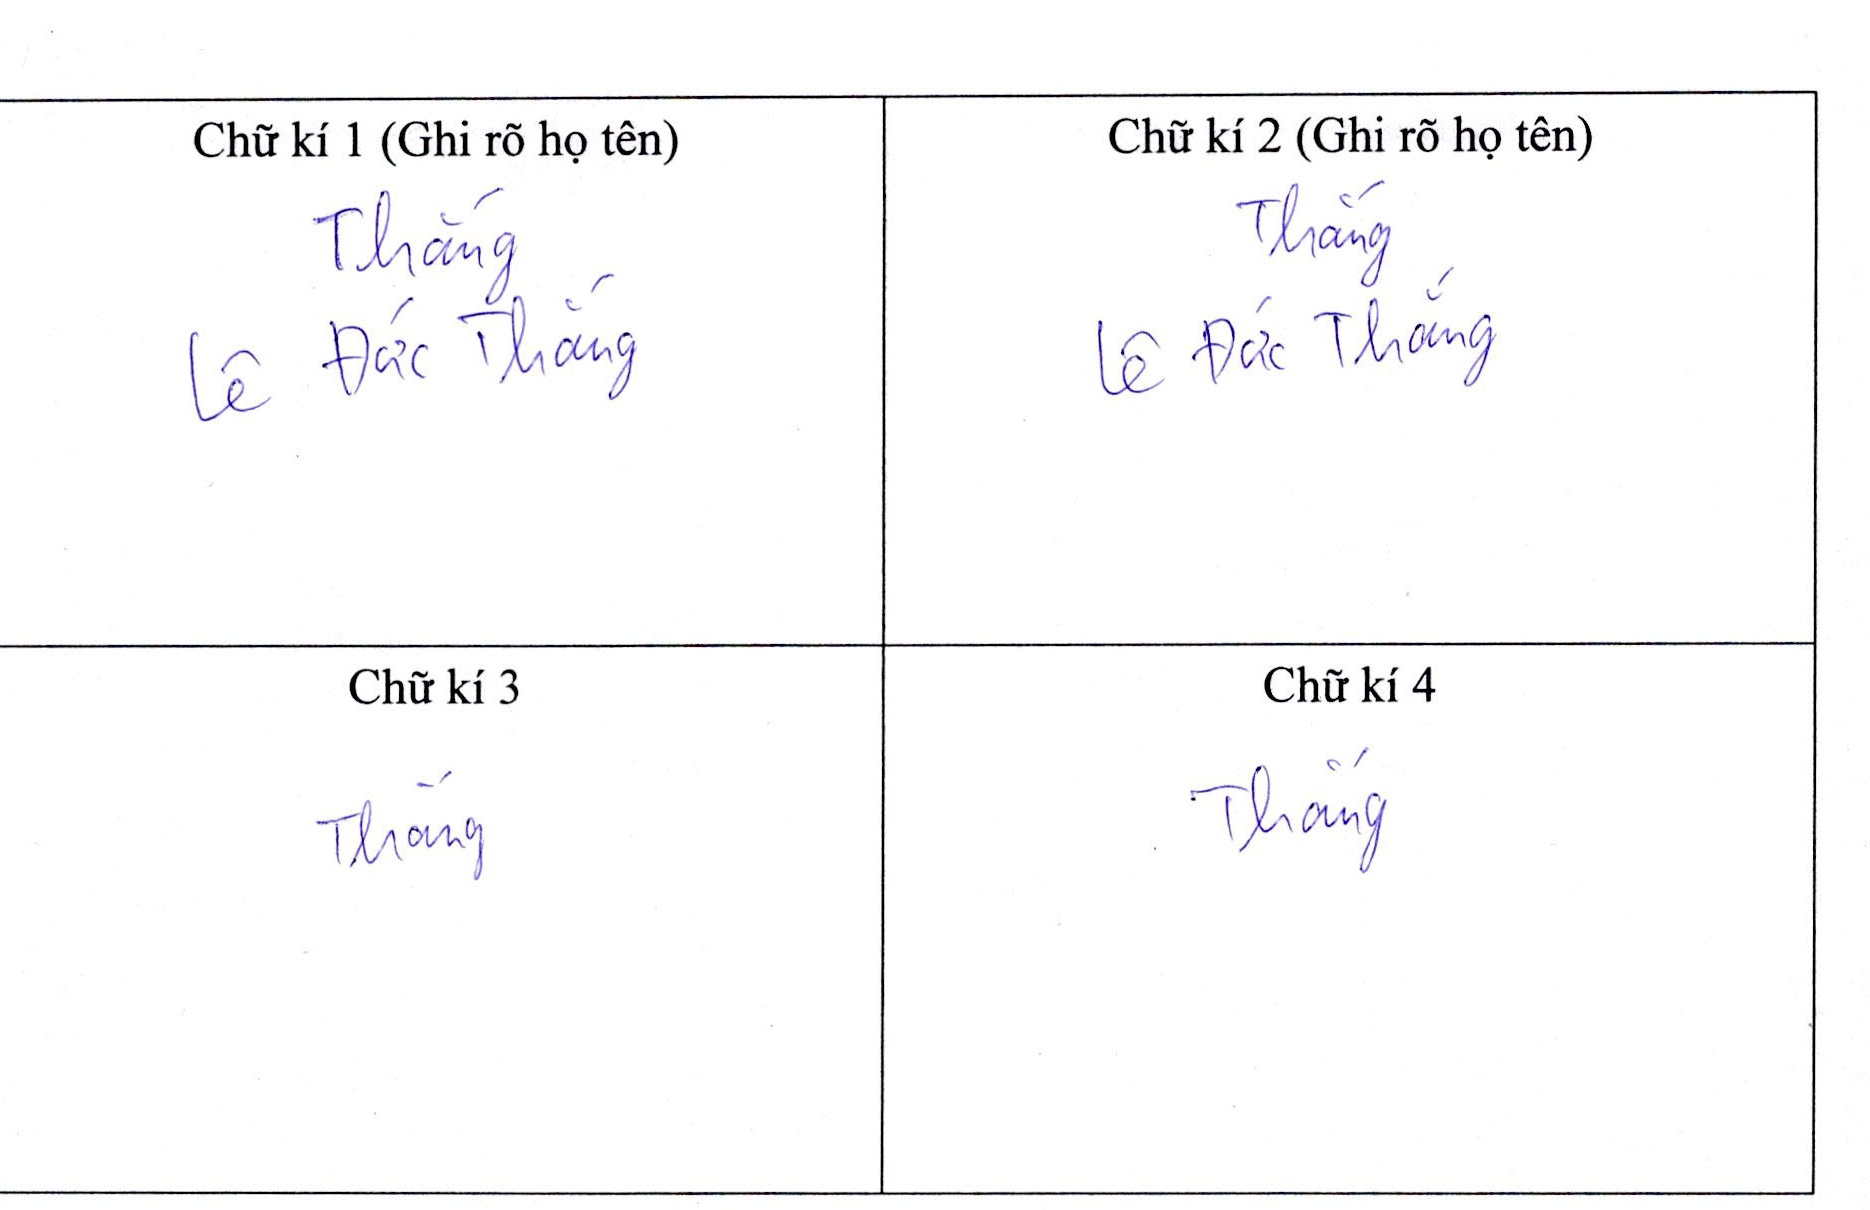 Chữ kí 1 (Ghi rõ họ tên)
Thắng
Lê Đức Thắng
Chữ kí 2 (Ghi rõ họ tên)
Thắng
Lê Đức Thắng
Chữ kí 3
Thắng
Chữ kí 4
Thắng